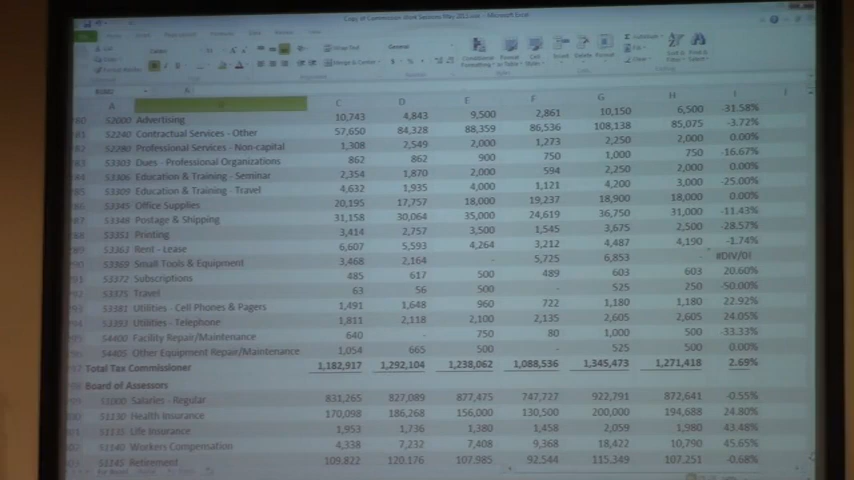 Copy of Commission Work Sessions May 2013.xlsx - Microsoft Excel
General
A C D E F G H I
52000 Advertising 10,743 4,843 9,500 2,861 10,150 6,500 -31.58%
52240 Contractual Services - Other 57,650 84,328 88,359 86,536 108,138 85,075 -3.72%
52280 Professional Services - Non-capital 1,308 2,549 2,000 1,273 2,250 2,000 0.00%
53303 Dues - Professional Organizations 862 862 900 750 1,000 750 -16.67%
53306 Education & Training - Seminar 2,354 1,870 2,000 594 2,250 2,000 0.00%
53309 Education & Training - Travel 4,632 1,935 4,000 1,121 4,200 3,000 -25.00%
53345 Office Supplies 20,195 17,757 18,000 19,237 18,900 18,000 0.00%
53348 Postage & Shipping 31,158 30,064 35,000 24,619 36,750 31,000 -11.43%
53351 Printing 3,414 2,757 3,500 1,545 3,675 2,500 -28.57%
53363 Rent - Lease 6,607 5,593 4,264 3,212 4,487 4,190 -1.74%
53369 Small Tools & Equipment 3,468 2,164 - 5,725 6,853 - #DIV/0!
53372 Subscriptions 485 617 500 489 603 603 20.60%
53375 Travel 63 56 500 - 525 250 -50.00%
53381 Utilities - Cell Phones & Pagers 1,491 1,648 960 722 1,180 1,180 22.92%
53393 Utilities - Telephone 1,811 2,118 2,100 2,135 2,605 2,605 24.05%
54400 Facility Repair/Maintenance 640 - 750 80 1,000 500 -33.33%
54405 Other Equipment Repair/Maintenance 1,054 665 500 - 525 500 0.00%
Total Tax Commissioner 1,182,917 1,292,104 1,238,062 1,088,536 1,345,473 1,271,418 2.69%
Board of Assessors
51000 Salaries - Regular 831,265 827,089 877,475 747,727 922,791 872,641 -0.55%
51130 Health Insurance 170,098 186,268 156,000 130,500 200,000 194,688 24.80%
51135 Life Insurance 1,953 1,736 1,380 1,458 2,059 1,980 43.48%
51140 Workers Compensation 4,338 7,232 7,408 9,368 18,422 10,790 45.65%
51145 Retirement 109,822 120,176 107,985 92,544 115,349 107,251 -0.68%